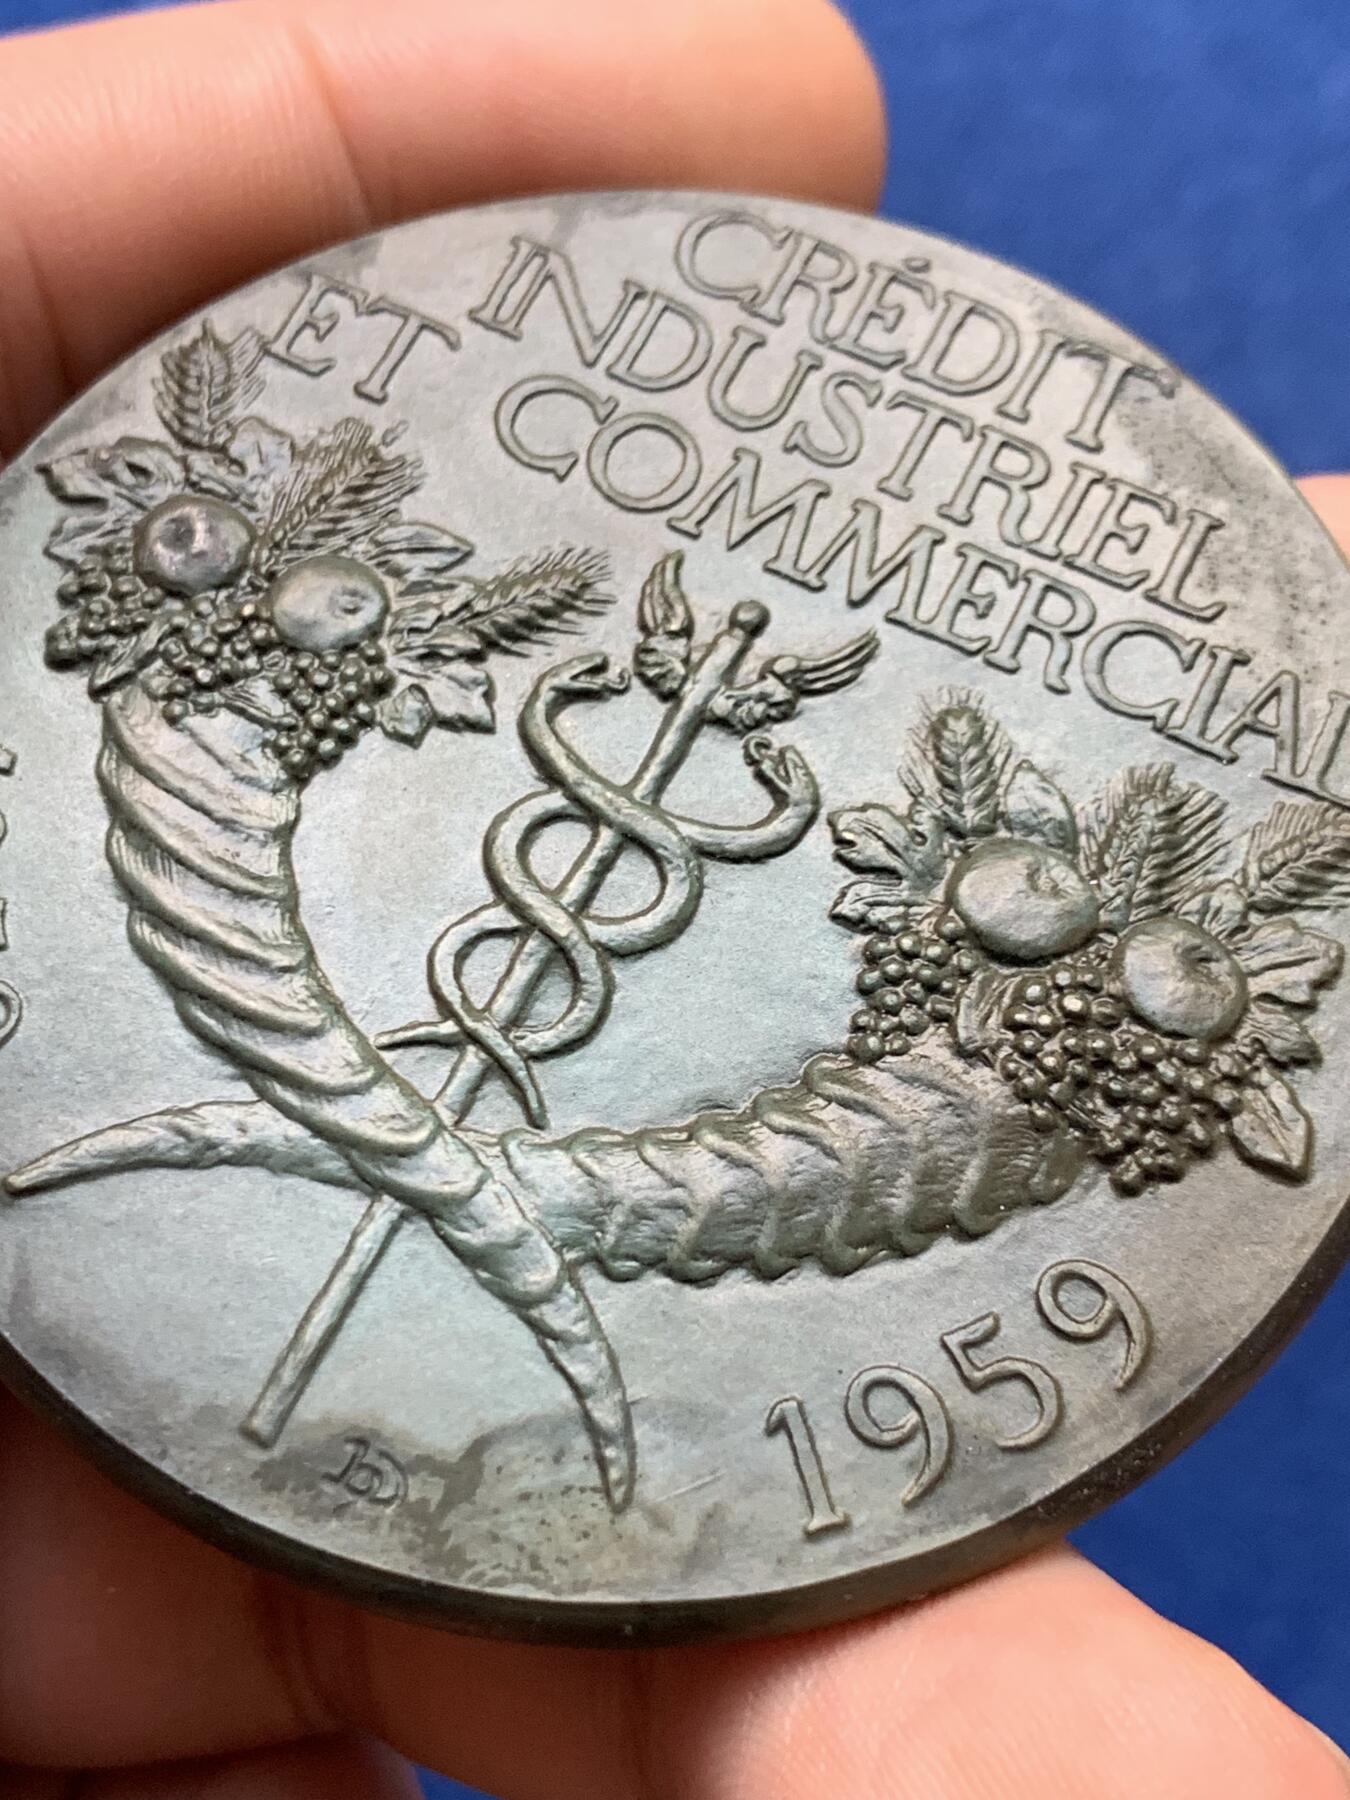 CRÉDIT
INDUSTRIEL
ET COMMERCIAL
1959